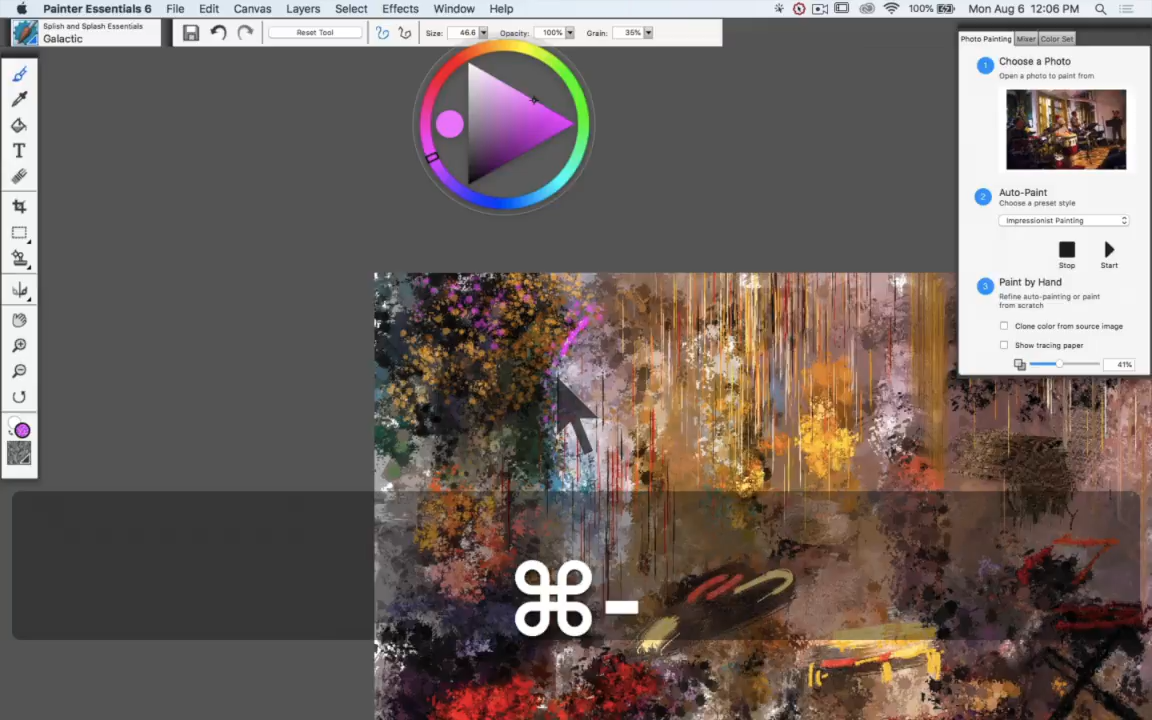 Painter Essentials 6 File Edit Canvas Layers Select Effects Window Help 100% Mon Aug 6 12:06 PM
Splish and Splash Essentials
Galactic
Reset Tool Size: 46.6 Opacity: 100% Grain: 35%
Photo Painting Mixer Color Set
1 Choose a Photo
Open a photo to paint from
2 Auto-Paint
Choose a preset style
Impressionist Painting
Stop Start
3 Paint by Hand
Refine auto-painting or paint
from scratch
Clone color from source image
Show tracing paper
41%
T
⌘-